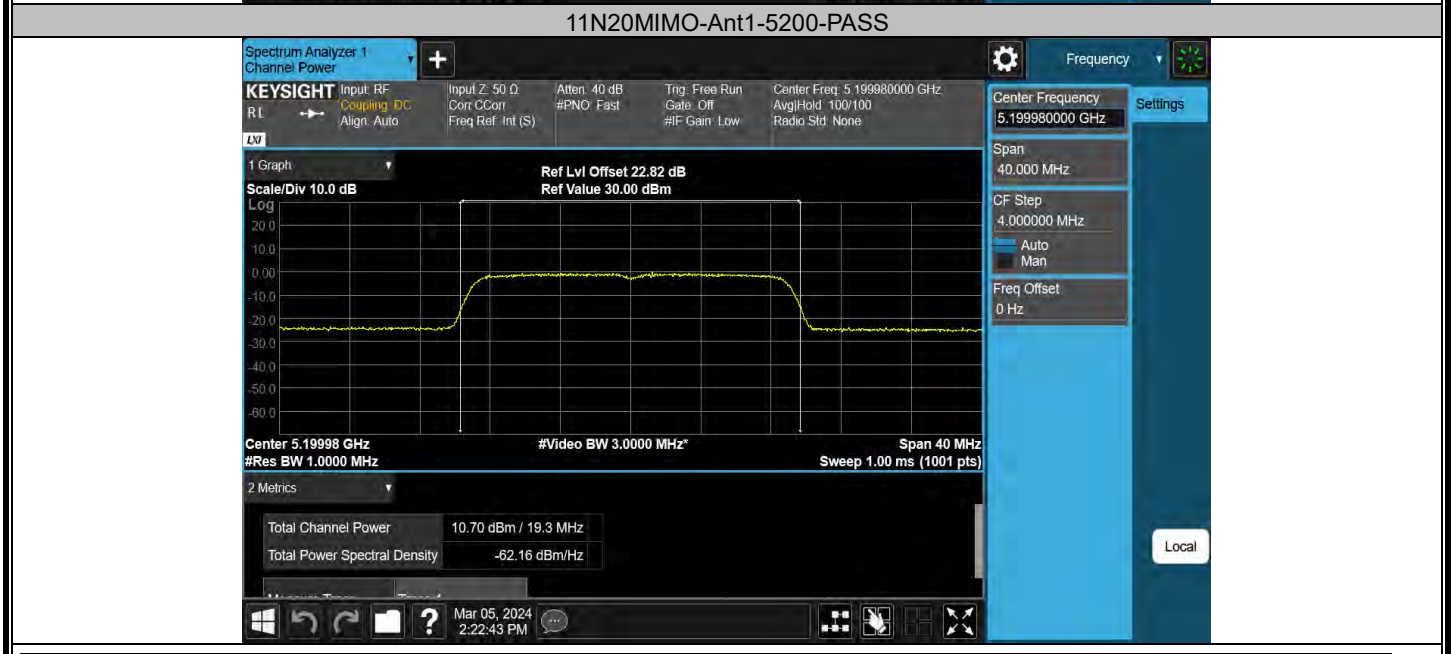 11N20MIMO-Ant1-5200-PASS
Spectrum Analyzer 1
Channel Power
Frequency
KEYSIGHT
RL
LXI
Input: RF
Coupling: DC
Align: Auto
Input Z: 50 Ω
Corr CCorr
Freq Ref: Int (S)
Atten: 40 dB
#PNO: Fast
Trig: Free Run
Gate: Off
#IF Gain: Low
Center Freq: 5.199980000 GHz
Avg|Hold: 100/100
Radio Std: None
Center Frequency
5.199980000 GHz
Settings
Span
40.000 MHz
CF Step
4.000000 MHz
Auto
Man
Freq Offset
0 Hz
1 Graph
Scale/Div 10.0 dB
Ref Lvl Offset 22.82 dB
Ref Value 30.00 dBm
Log
20.0
10.0
0.00
-10.0
-20.0
-30.0
-40.0
-50.0
-60.0
Center 5.19998 GHz
#Video BW 3.0000 MHz*
Span 40 MHz
#Res BW 1.0000 MHz
Sweep 1.00 ms (1001 pts)
2 Metrics
Total Channel Power 10.70 dBm / 19.3 MHz
Total Power Spectral Density -62.16 dBm/Hz
Local
?
Mar 05, 2024
2:22:43 PM